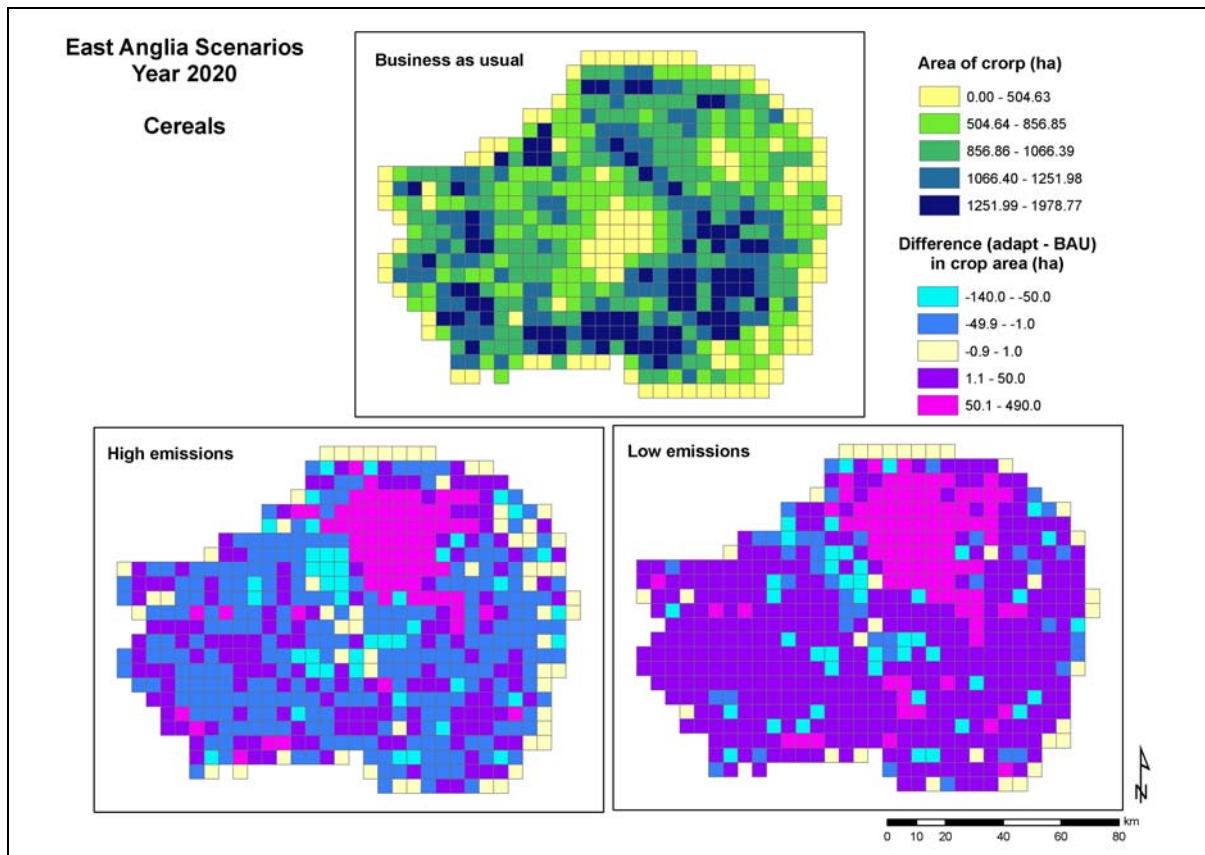 East Anglia Scenarios
Year 2020
Cereals
Business as usual
Area of crorp (ha)
0.00 - 504.63
504.64 - 856.85
856.86 - 1066.39
1066.40 - 1251.98
1251.99 - 1978.77
Difference (adapt - BAU)
in crop area (ha)
-140.0 - -50.0
-49.9 - -1.0
-0.9 - 1.0
1.1 - 50.0
50.1 - 490.0
High emissions
Low emissions
N
km
0 10 20 40 60 80